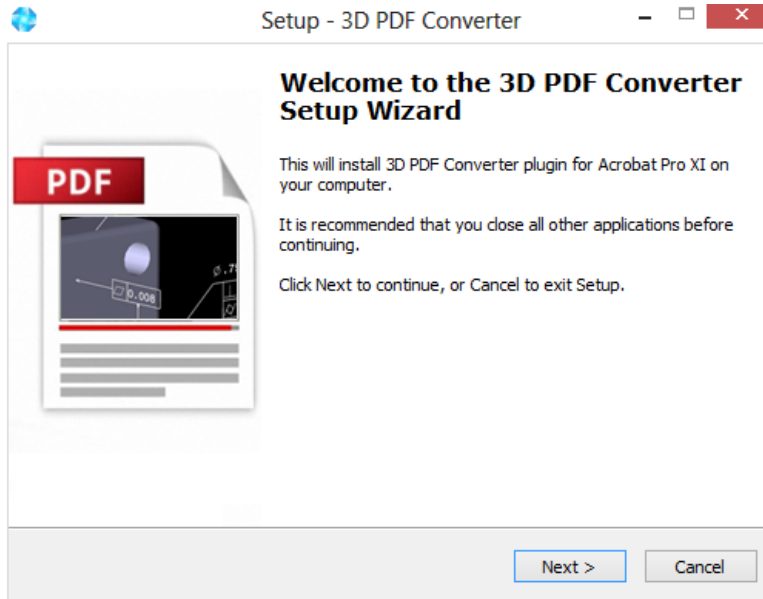 Setup - 3D PDF Converter
Welcome to the 3D PDF Converter
Setup Wizard
This will install 3D PDF Converter plugin for Acrobat Pro XI on
your computer.
It is recommended that you close all other applications before
continuing.
Click Next to continue, or Cancel to exit Setup.
PDF
0.008
Next >
Cancel